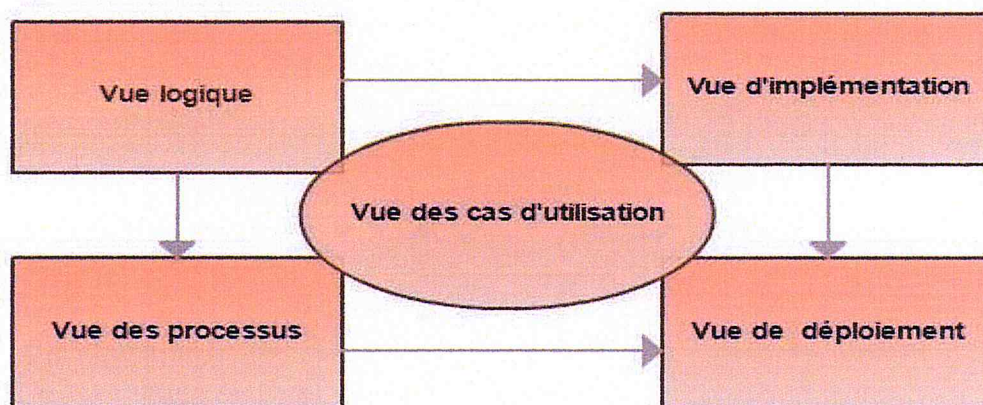 Vue logique
Vue d'implémentation
Vue des cas d'utilisation
Vue des processus
Vue de déploiement